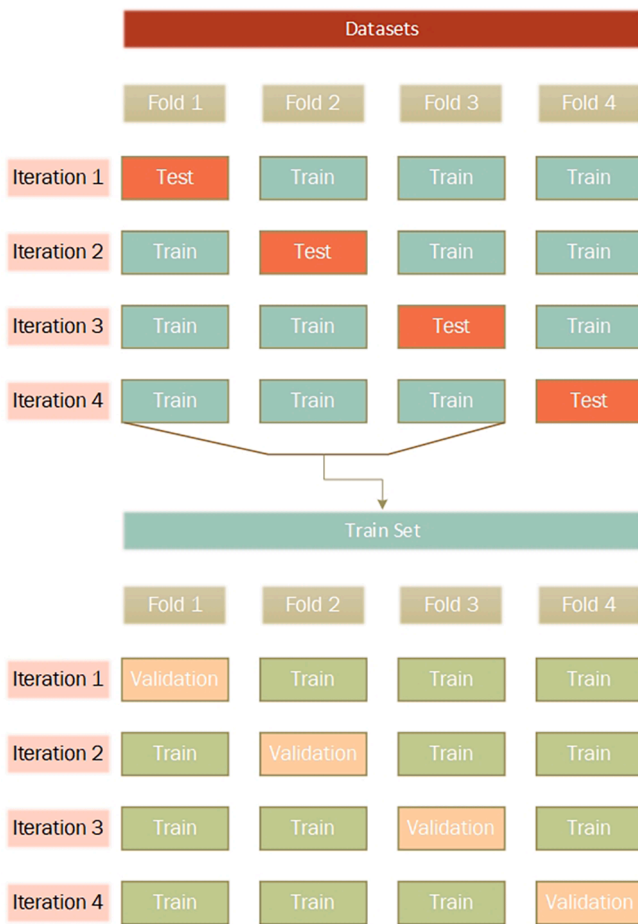 Datasets
Fold 1 Fold 2 Fold 3 Fold 4
Iteration 1 Test Train Train Train
Iteration 2 Train Test Train Train
Iteration 3 Train Train Test Train
Iteration 4 Train Train Train Test
Train Set
Fold 1 Fold 2 Fold 3 Fold 4
Iteration 1 Validation Train Train Train
Iteration 2 Train Validation Train Train
Iteration 3 Train Train Validation Train
Iteration 4 Train Train Train Validation